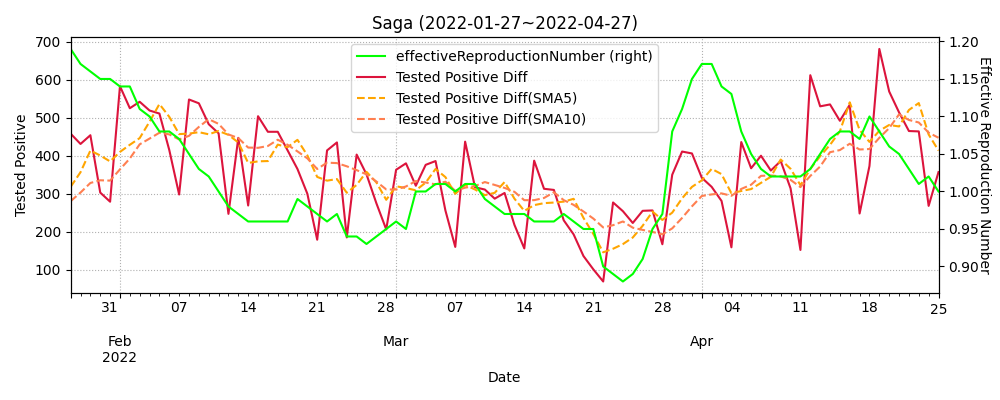 Saga (2022-01-27~2022-04-27)
effectiveReproductionNumber (right)
Tested Positive Diff
Tested Positive Diff(SMA5)
Tested Positive Diff(SMA10)
Tested Positive
700
600
500
400
300
200
100
1.20
1.15
1.10
1.05
1.00
0.95
0.90
Effective Reproduction Number
31 07 14 21 28 07 14 21 28 04 11 18 25
Feb Mar Apr
2022
Date